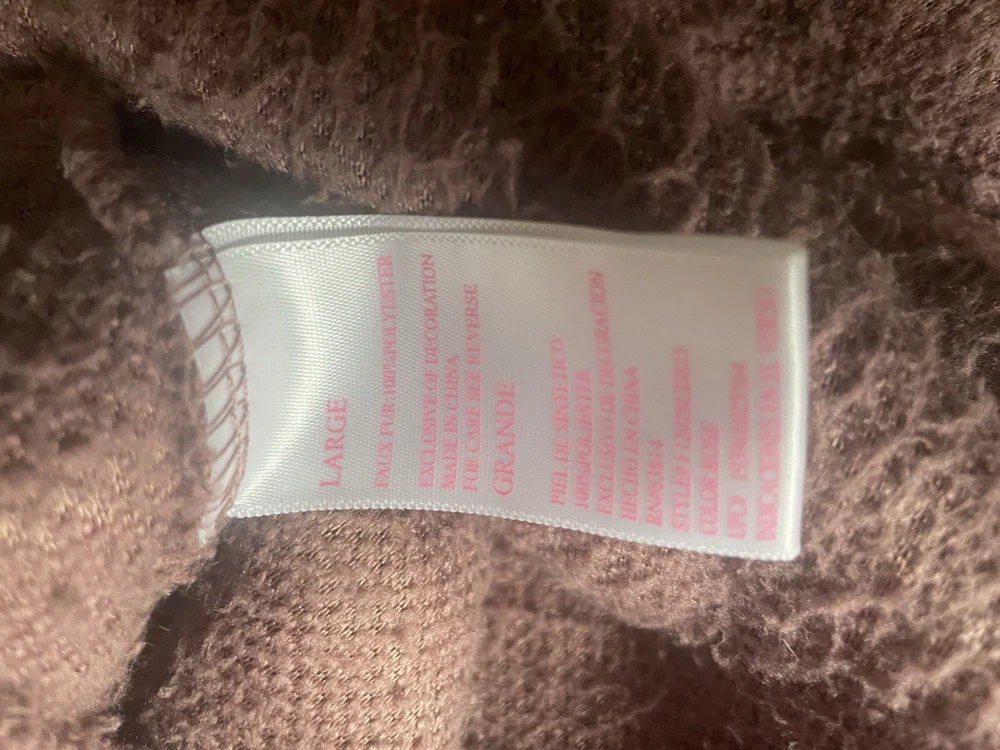 LARGE
FAUX FUR:100%POLYESTER
EXCLUSIVE OF DECORATION
MADE IN CHINA
FOR CARE SEE REVERSE
GRANDE
PIEL DE SINTETICO.
100%POLIESTER.
EXCLUSIVO DE DECORACION
HECHO EN CHINA
STYLE#
COLOR:ROSE
UPC#